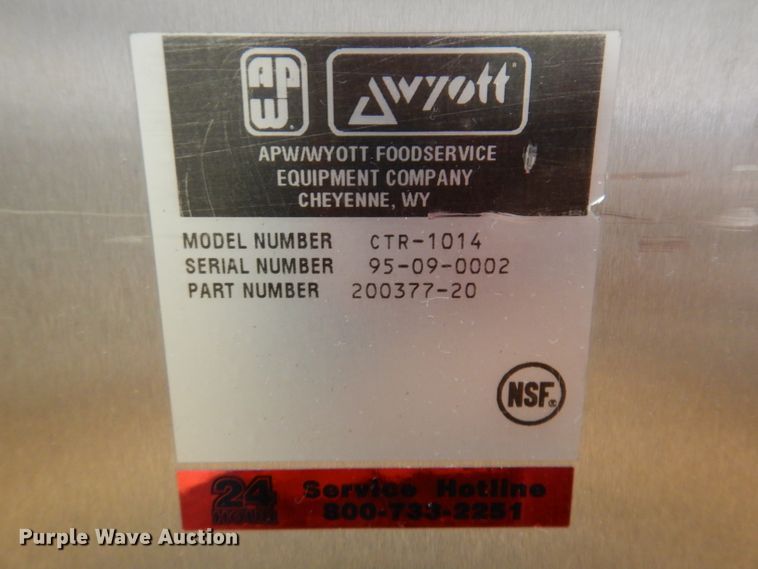 APW® wyott®
APW/WYOTT FOODSERVICE
EQUIPMENT COMPANY
CHEYENNE, WY
MODEL NUMBER CTR-1014
SERIAL NUMBER 95-09-0002
PART NUMBER 200377-20
NSF®
24 HOUR Service Hotline
800-733-2251
Purple Wave Auction